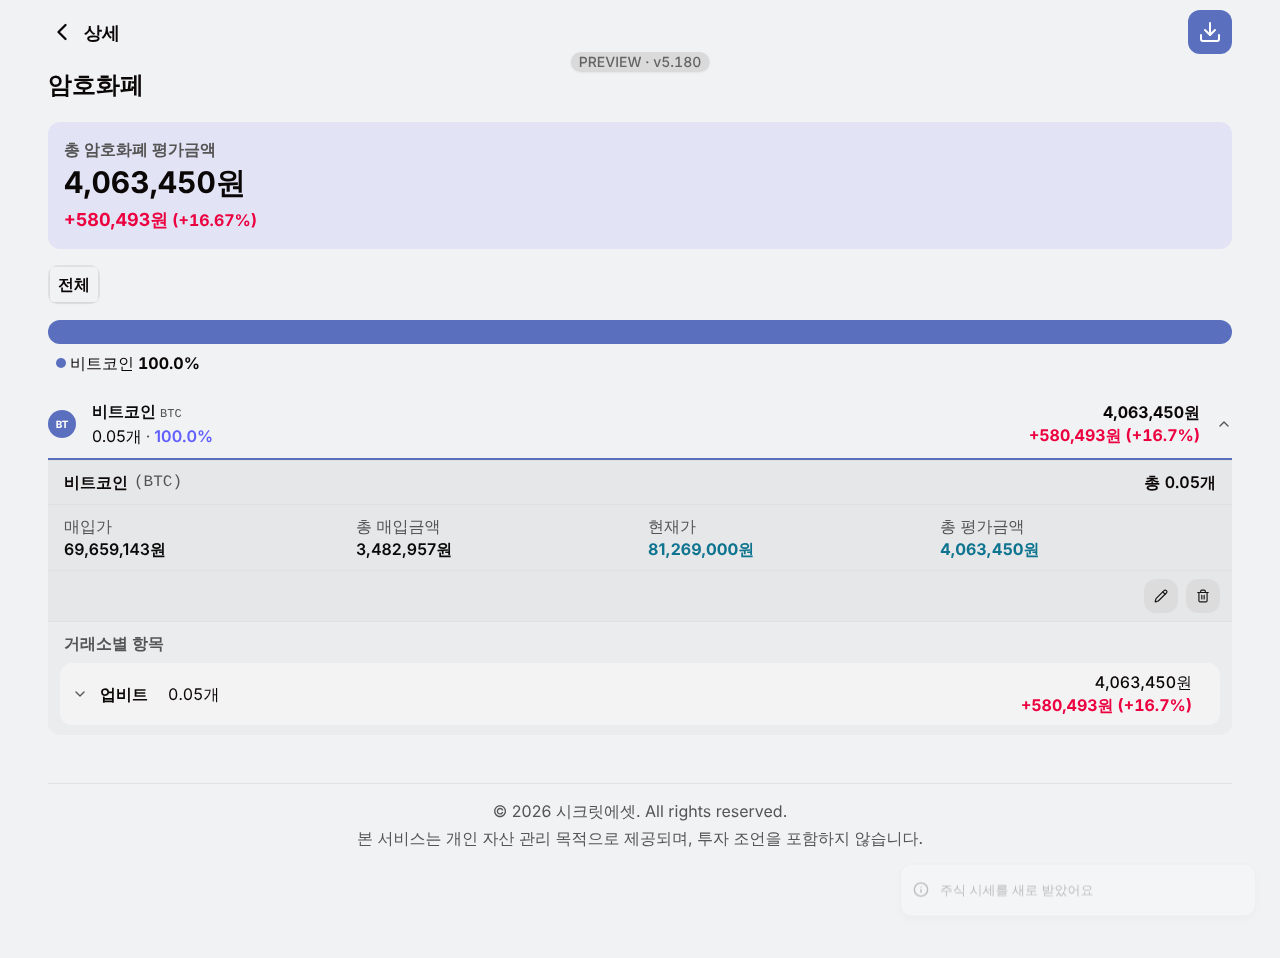 상세
PREVIEW · v5.180
암호화폐
총 암호화폐 평가금액
4,063,450원
+580,493원 (+16.67%)
전체
비트코인 100.0%
BT
비트코인 BTC
0.05개 · 100.0%
4,063,450원
+580,493원 (+16.7%)
비트코인 (BTC)
총 0.05개
매입가
69,659,143원
총 매입금액
3,482,957원
현재가
81,269,000원
총 평가금액
4,063,450원
거래소별 항목
업비트 0.05개
4,063,450원
+580,493원 (+16.7%)
© 2026 시크릿에셋. All rights reserved.
본 서비스는 개인 자산 관리 목적으로 제공되며, 투자 조언을 포함하지 않습니다.
주식 시세를 새로 받았어요